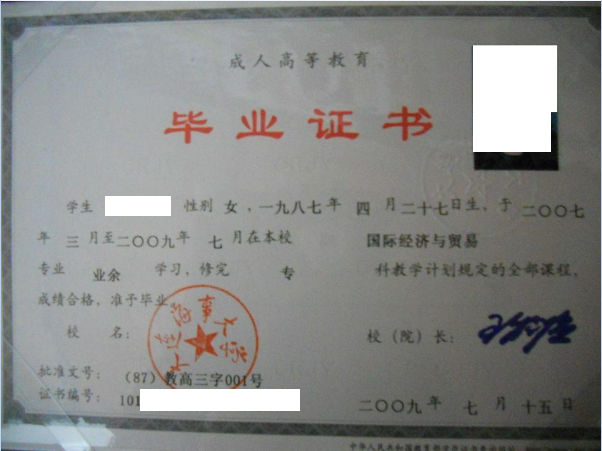 成人高等教育
毕业证书
学生 性别 女，一九八七年 四 月二十七日生，于二〇〇七
年 三 月至二〇〇九年 七 月在本校 国际经济与贸易
专业 业余 学习，修完 专 科教学计划规定的全部课程，
成绩合格，准予毕业
校 名： 大连海事大学 校（院）长：
批准文号：（87）教高三字001号
证书编号：101
二〇〇九年 七月 十五日